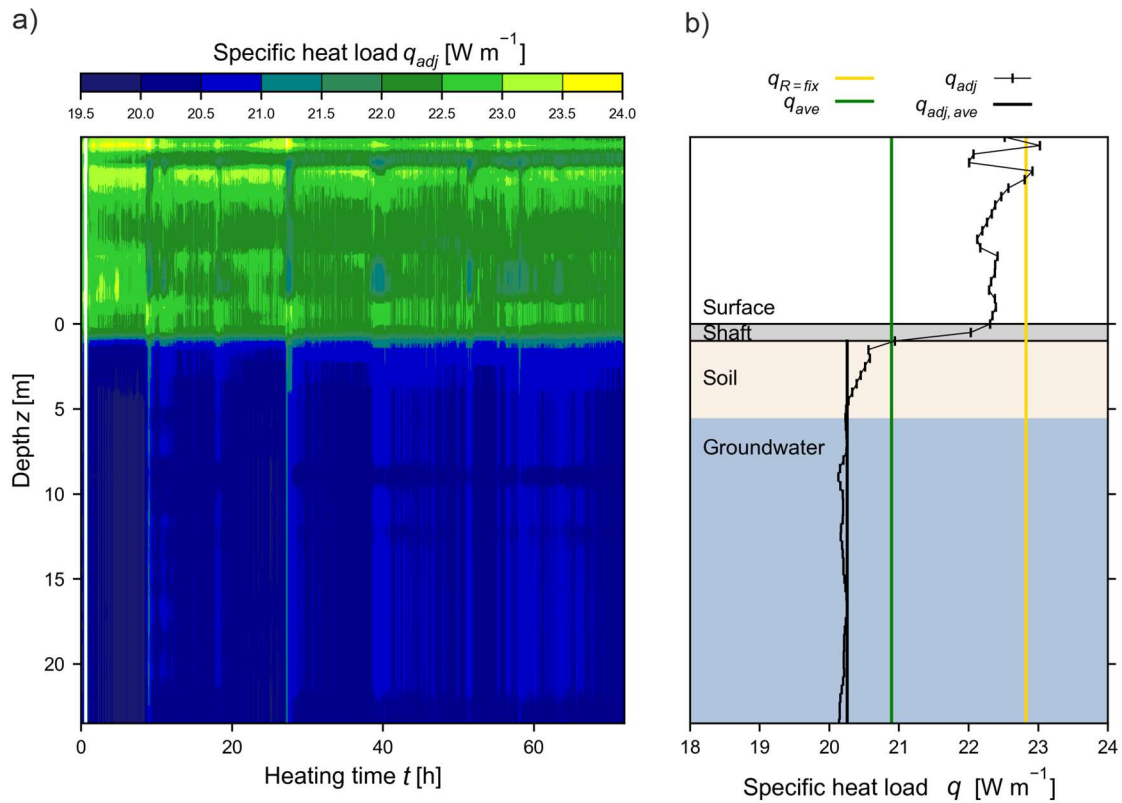 a)
Specific heat load q_adj [W m⁻¹]
19.5 20.0 20.5 21.0 21.5 22.0 22.5 23.0 23.5 24.0
0
5
10
15
20
Depth z [m]
0 20 40 60
Heating time t [h]
b)
q_R=fix q_adj
q_ave q_adj, ave
Surface
Shaft
Soil
Groundwater
18 19 20 21 22 23 24
Specific heat load q [W m⁻¹]